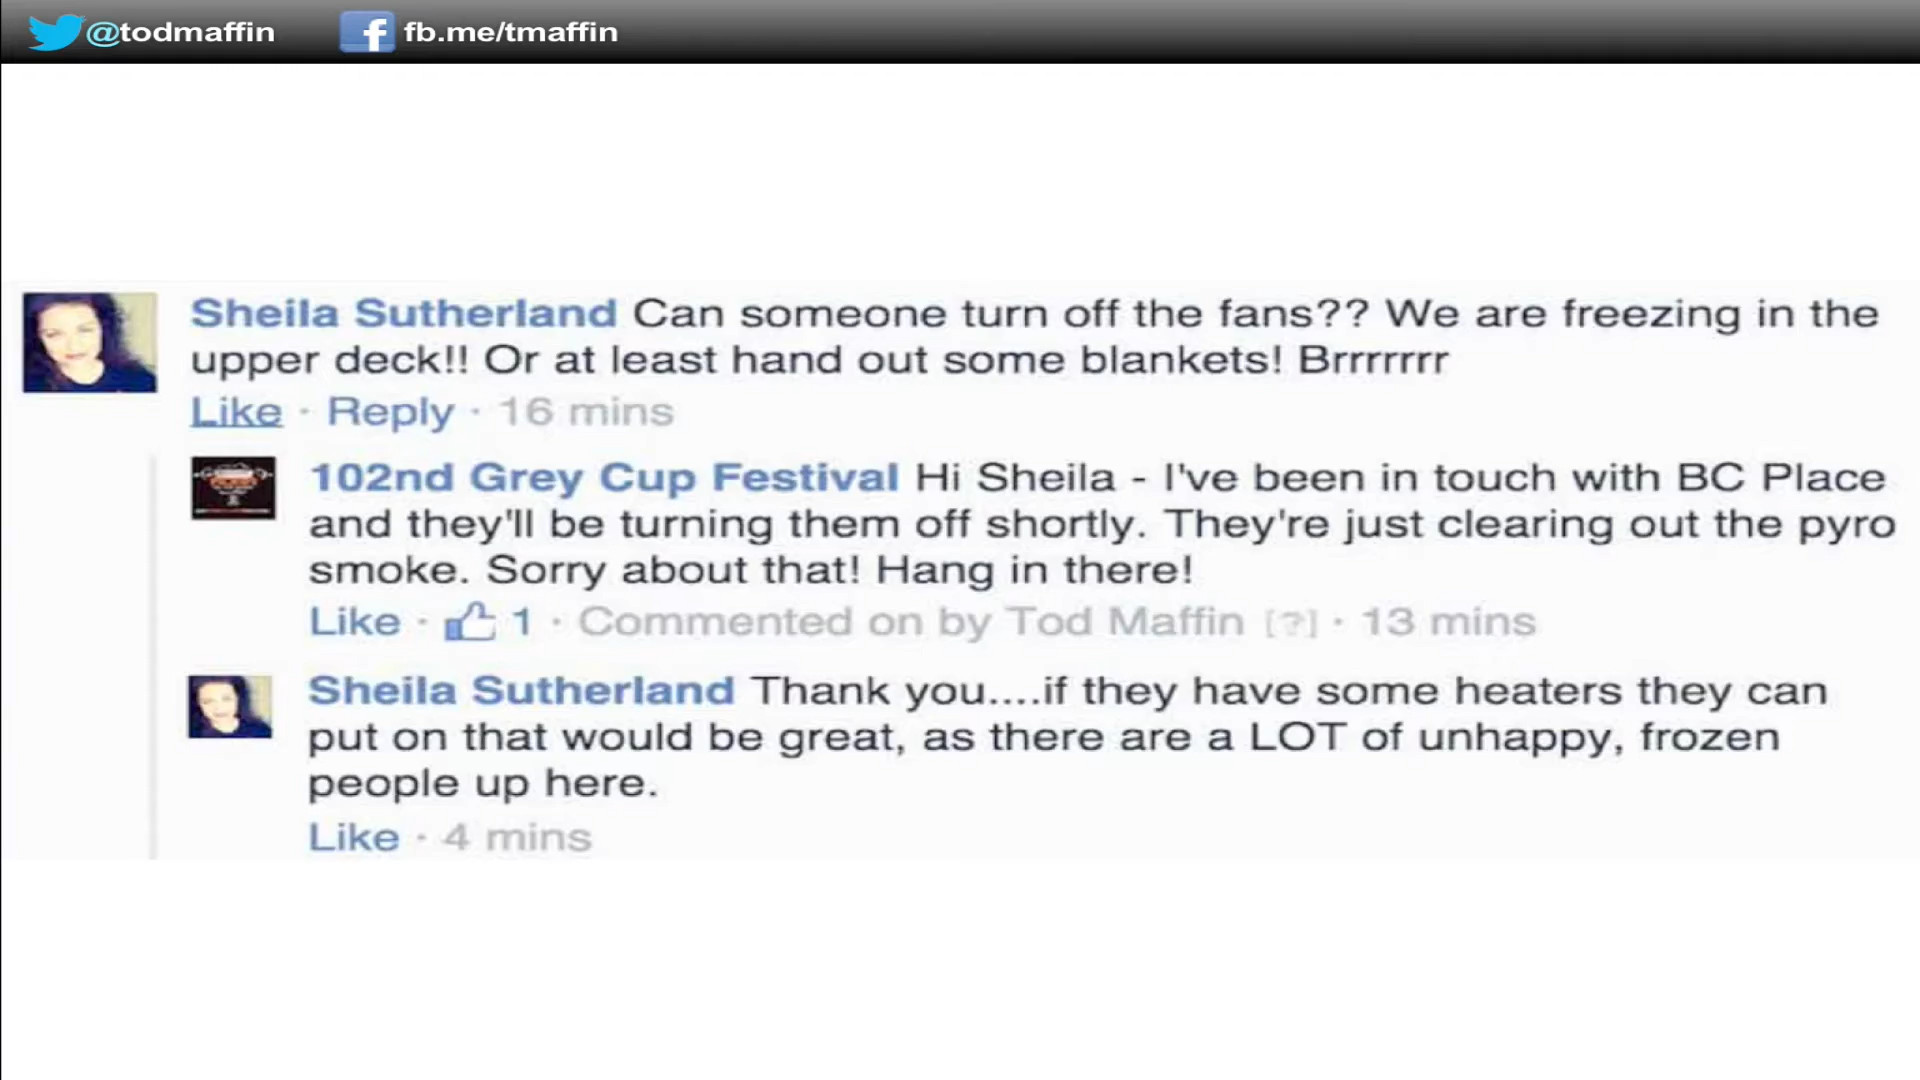 @todmaffin fb.me/tmaffin
Sheila Sutherland Can someone turn off the fans?? We are freezing in the
upper deck!! Or at least hand out some blankets! Brrrrrrr
Like · Reply · 16 mins
102nd Grey Cup Festival Hi Sheila - I've been in touch with BC Place
and they'll be turning them off shortly. They're just clearing out the pyro
smoke. Sorry about that! Hang in there!
Like · 1 · Commented on by Tod Maffin [?] · 13 mins
Sheila Sutherland Thank you....if they have some heaters they can
put on that would be great, as there are a LOT of unhappy, frozen
people up here.
Like · 4 mins